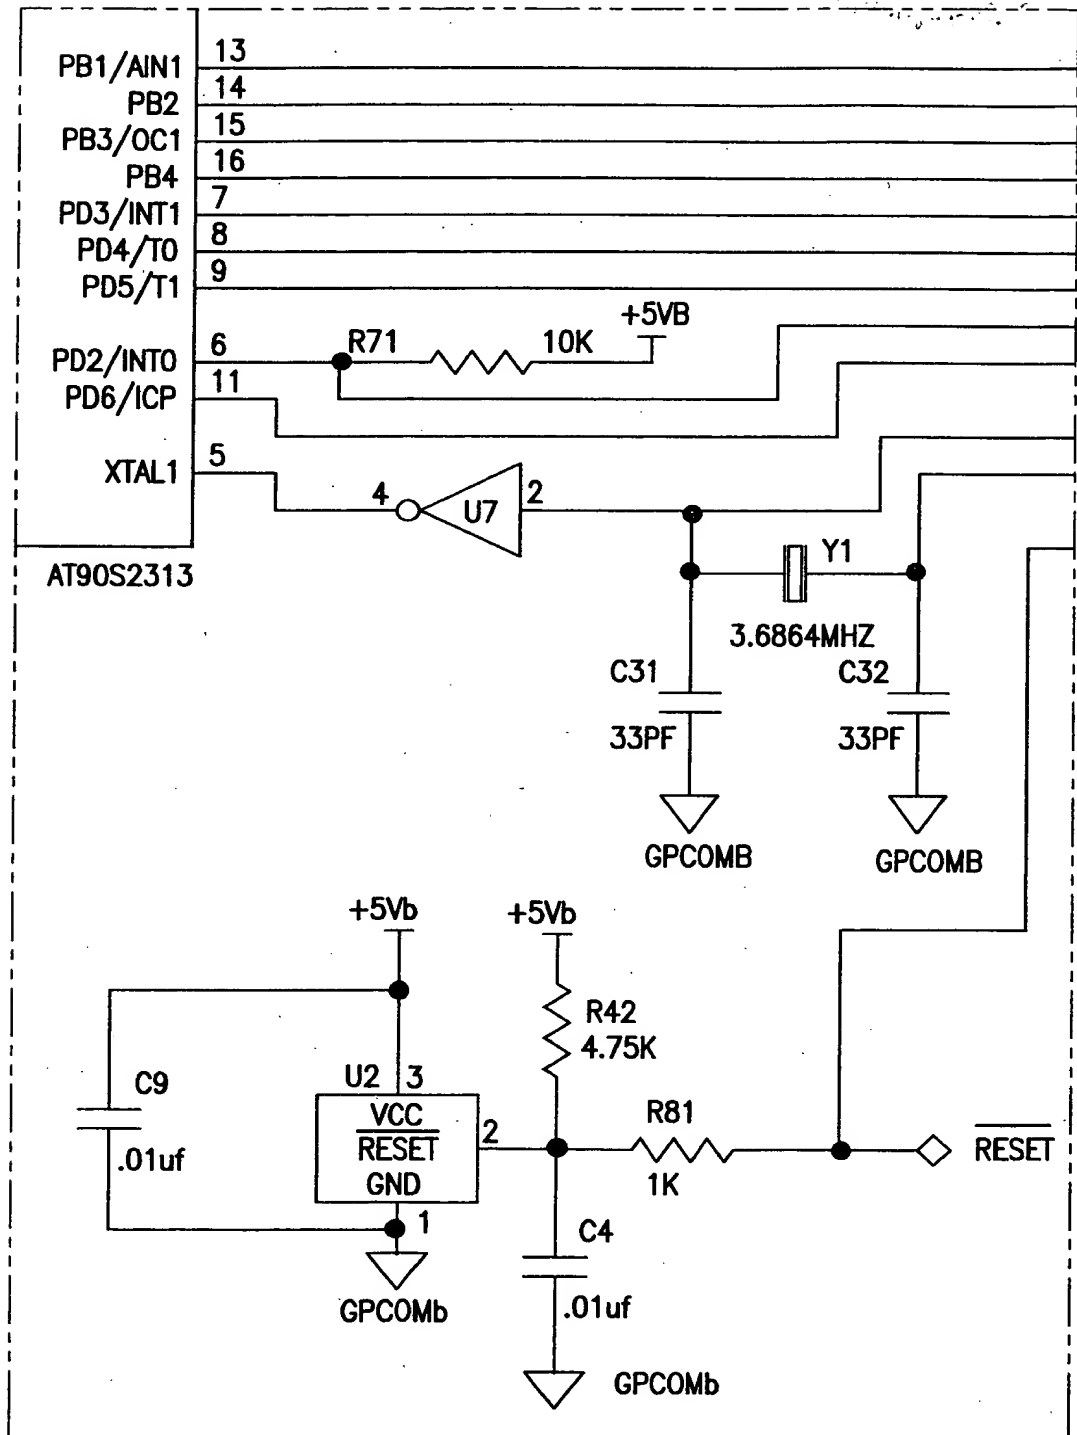 PB1/AIN1 13
PB2 14
PB3/OC1 15
PB4 16
PD3/INT1 7
PD4/T0 8
PD5/T1 9
+5VB
PD2/INT0 6 R71 10K
PD6/ICP 11
XTAL1 5
4 U7 2
Y1
AT90S2313
3.6864MHZ
C31 C32
33PF 33PF
GPCOMB GPCOMB
+5Vb +5Vb
R42
4.75K
C9 U2 3
.01uf
VCC
RESET 2
GND
1
R81
1K
RESET
C4
.01uf
GPCOMb
GPCOMb